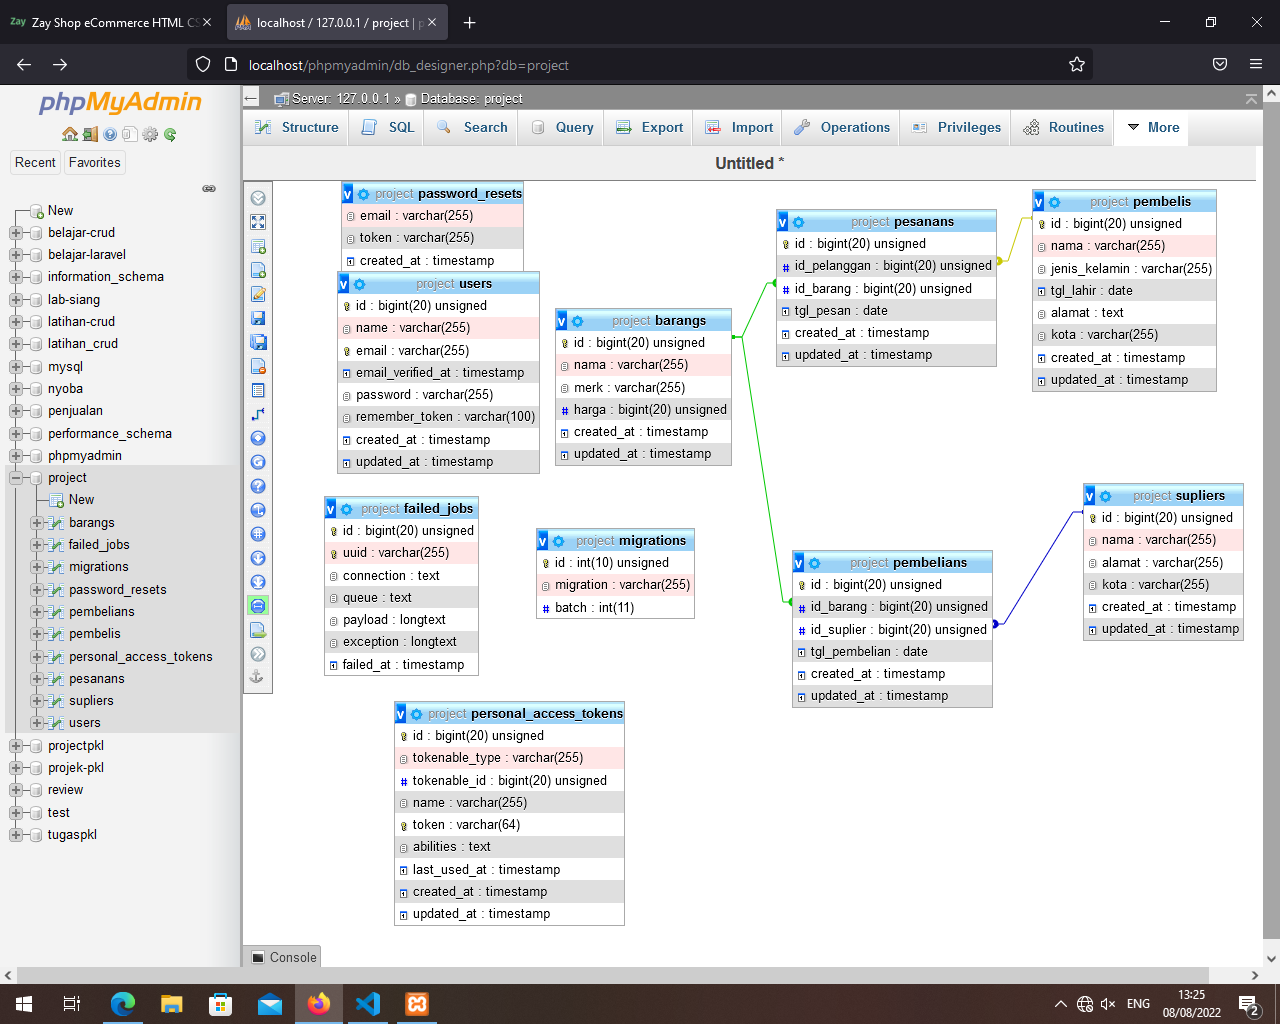 Zay Zay Shop eCommerce HTML CS
localhost / 127.0.0.1 / project | p
localhost/phpmyadmin/db_designer.php?db=project
phpMyAdmin
Recent Favorites
New
belajar-crud
belajar-laravel
information_schema
lab-siang
latihan-crud
latihan_crud
mysql
nyoba
penjualan
performance_schema
phpmyadmin
project
New
barangs
failed_jobs
migrations
password_resets
pembelians
pembelis
personal_access_tokens
pesanans
supliers
users
projectpkl
projek-pkl
review
test
tugaspkl
Server: 127.0.0.1 » Database: project
Structure SQL Search Query Export Import Operations Privileges Routines More
Untitled *
v project password_resets
email : varchar(255)
token : varchar(255)
created_at : timestamp
v project users
id : bigint(20) unsigned
name : varchar(255)
email : varchar(255)
email_verified_at : timestamp
password : varchar(255)
remember_token : varchar(100)
created_at : timestamp
updated_at : timestamp
v project barangs
id : bigint(20) unsigned
nama : varchar(255)
merk : varchar(255)
# harga : bigint(20) unsigned
created_at : timestamp
updated_at : timestamp
v project pesanans
id : bigint(20) unsigned
# id_pelanggan : bigint(20) unsigned
# id_barang : bigint(20) unsigned
tgl_pesan : date
created_at : timestamp
updated_at : timestamp
v project pembelis
id : bigint(20) unsigned
nama : varchar(255)
jenis_kelamin : varchar(255)
tgl_lahir : date
alamat : text
kota : varchar(255)
created_at : timestamp
updated_at : timestamp
v project failed_jobs
id : bigint(20) unsigned
uuid : varchar(255)
connection : text
queue : text
payload : longtext
exception : longtext
failed_at : timestamp
v project migrations
id : int(10) unsigned
migration : varchar(255)
# batch : int(11)
v project pembelians
id : bigint(20) unsigned
# id_barang : bigint(20) unsigned
# id_suplier : bigint(20) unsigned
tgl_pembelian : date
created_at : timestamp
updated_at : timestamp
v project supliers
id : bigint(20) unsigned
nama : varchar(255)
alamat : varchar(255)
kota : varchar(255)
created_at : timestamp
updated_at : timestamp
v project personal_access_tokens
id : bigint(20) unsigned
tokenable_type : varchar(255)
# tokenable_id : bigint(20) unsigned
name : varchar(255)
token : varchar(64)
abilities : text
last_used_at : timestamp
created_at : timestamp
updated_at : timestamp
Console
ENG
13:25
08/08/2022
2